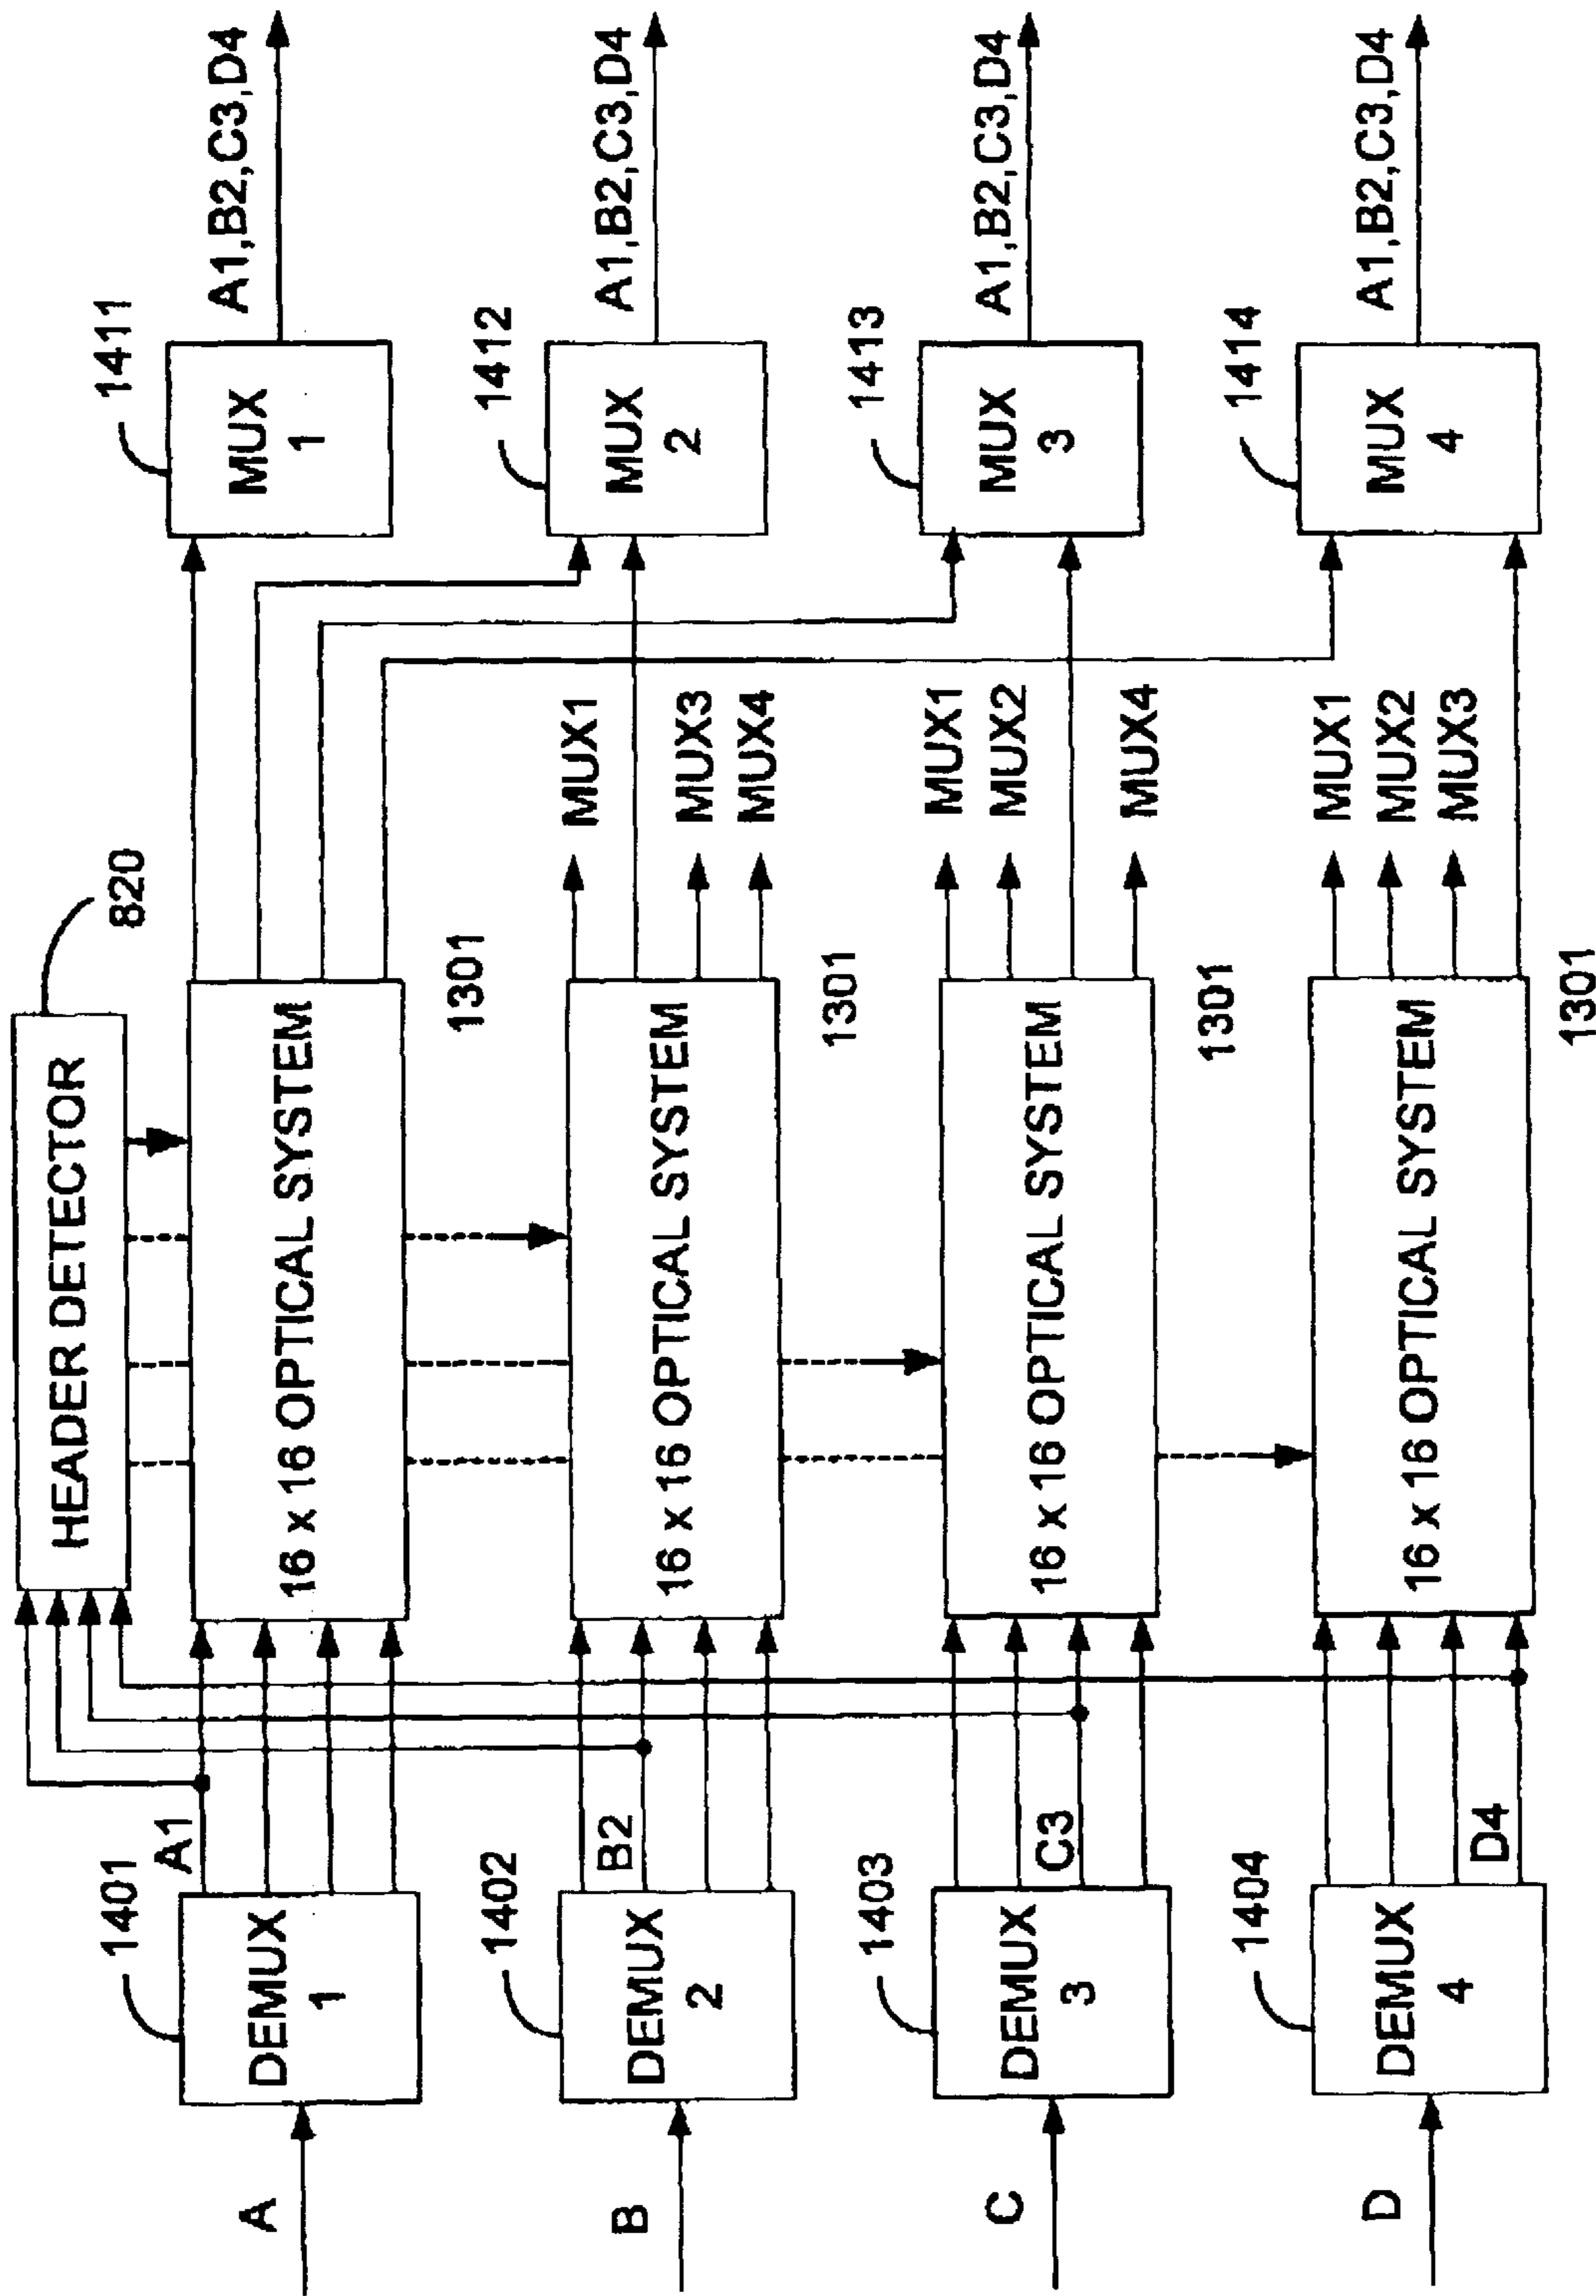 820
HEADER DETECTOR
1401
A
DEMUX
1
A1
16 x 16 OPTICAL SYSTEM
1301
1411
MUX
1
A1,B2,C3,D4
1402
B
DEMUX
2
B2
16 x 16 OPTICAL SYSTEM
1301
MUX1
MUX3
MUX4
1412
MUX
2
A1,B2,C3,D4
1403
C
DEMUX
3
C3
16 x 16 OPTICAL SYSTEM
1301
MUX1
MUX2
MUX4
1413
MUX
3
A1,B2,C3,D4
1404
D
DEMUX
4
D4
16 x 16 OPTICAL SYSTEM
1301
MUX1
MUX2
MUX3
1414
MUX
4
A1,B2,C3,D4